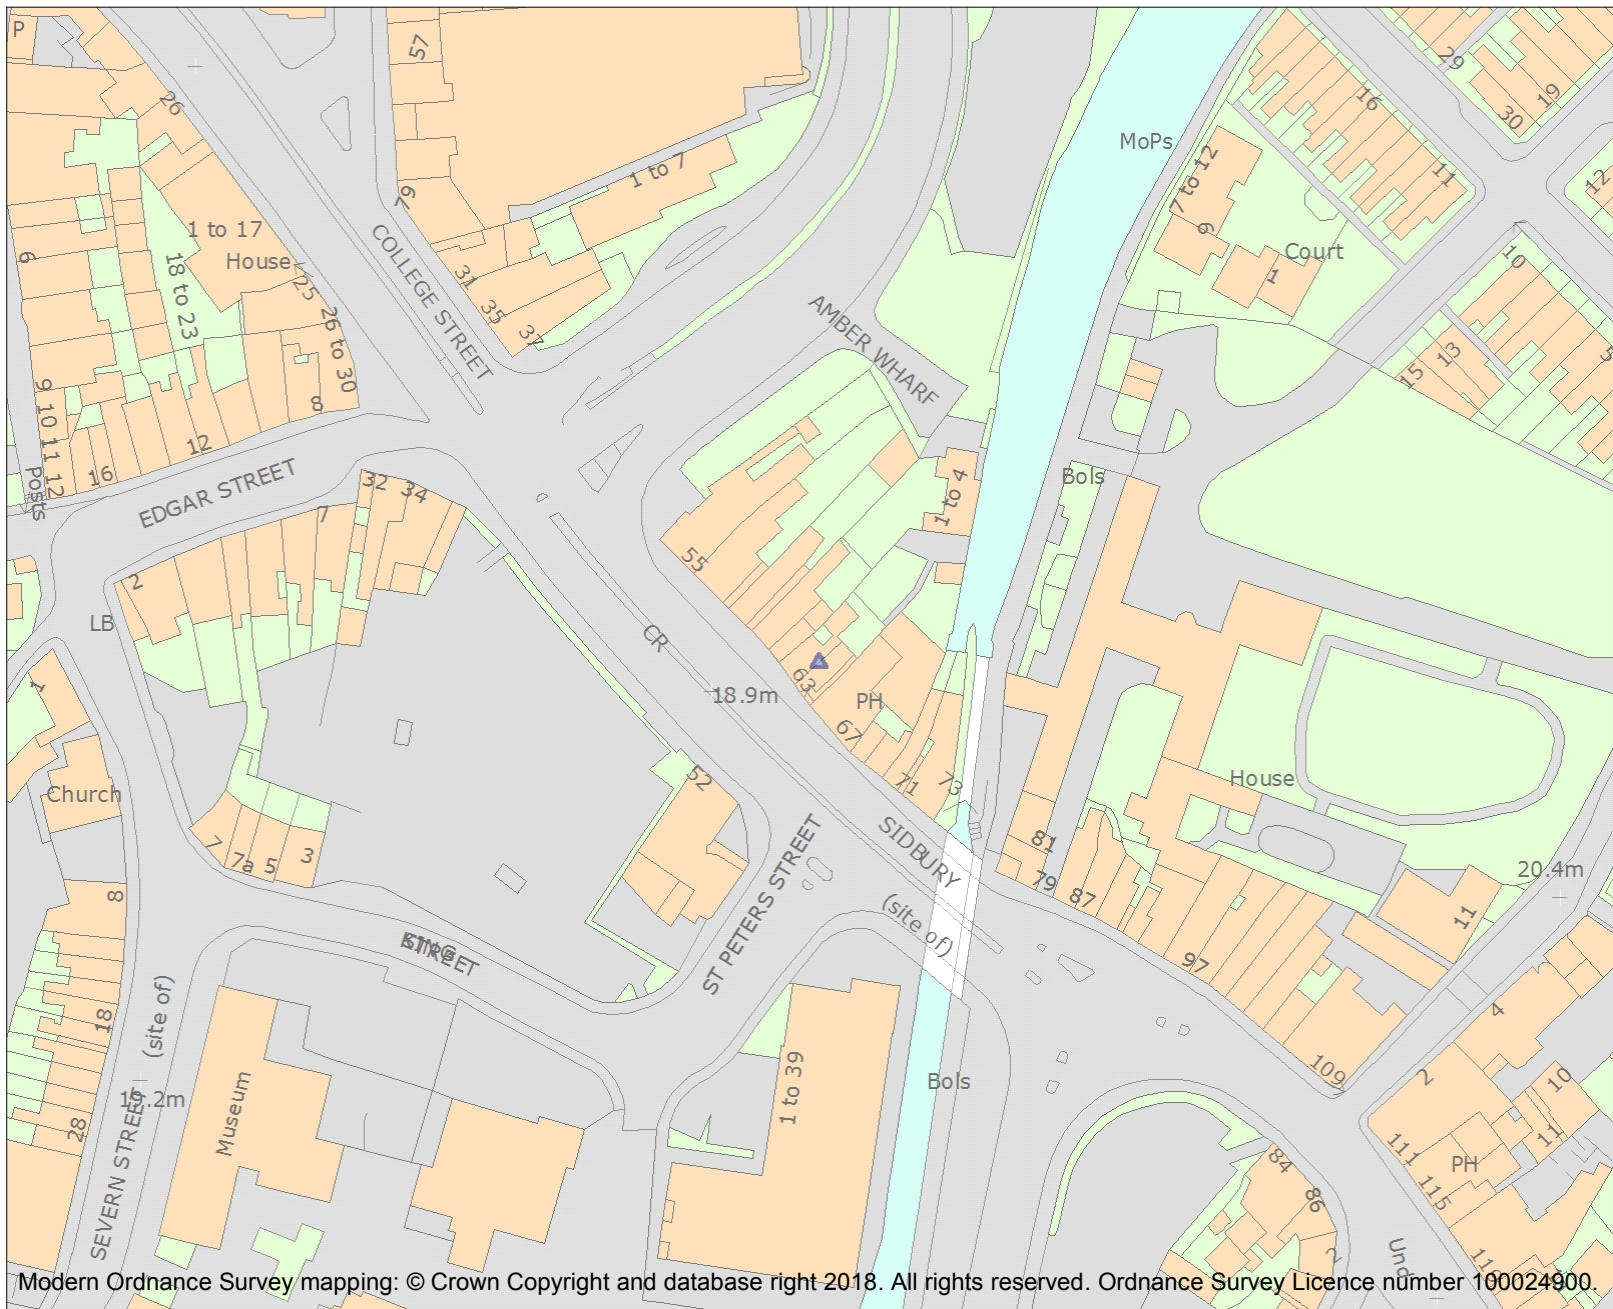 P
57
29
19
30
16
MoPs
11
12
26
1 to 7
7 to 12
9
79
1 to 17
House
18 to 23
6
COLLEGE STREET
31
35
37
25
26 to 30
Court
1
10
AMBER WHARF
13
15
5
9
10
11
12
8
12
16
Posts
EDGAR STREET
32
34
7
Bols
1 to 4
55
2
LB
CR
63
18.9m
PH
67
71
73
1
Church
52
House
SIDBURY
(site of)
81
79
87
20.4m
11
7
7a
5
3
8
ST PETERS STREET
KING
STREET
97
18
(site of)
4
109
2
10
11
Bols
1 to 39
19.2m
Museum
28
SEVERN STREET
111
PH
115
84
86
2
Und
Modern Ordnance Survey mapping: © Crown Copyright and database right 2018. All rights reserved. Ordnance Survey Licence number 100024900.